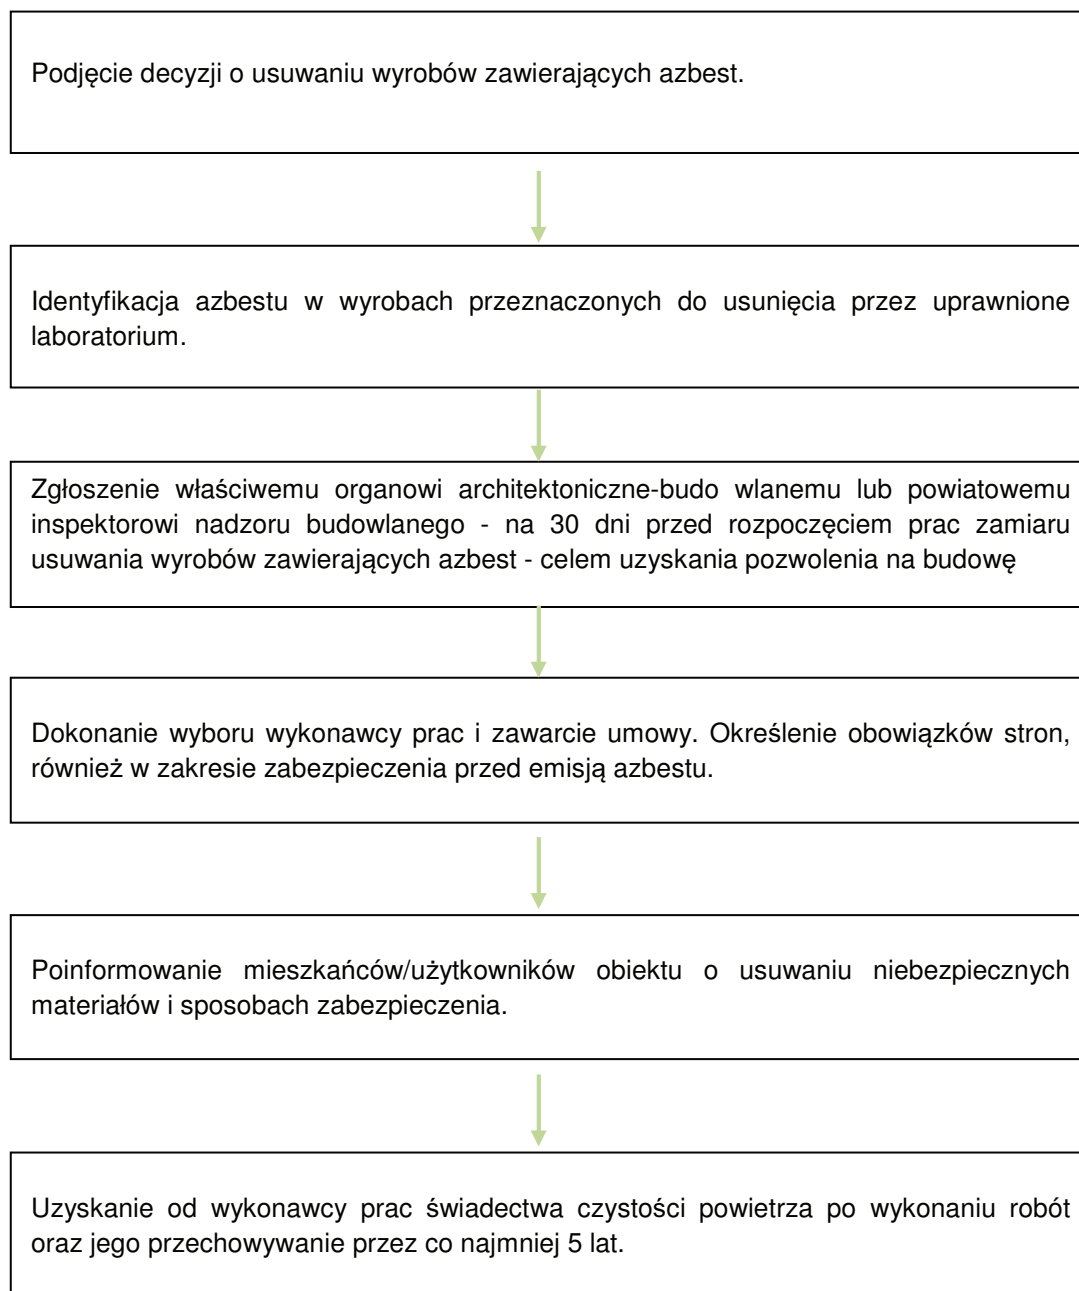 Podjęcie decyzji o usuwaniu wyrobów zawierających azbest.
Identyfikacja azbestu w wyrobach przeznaczonych do usunięcia przez uprawnione
laboratorium.
Zgłoszenie właściwemu organowi architektoniczne-budo wlanemu lub powiatowemu
inspektorowi nadzoru budowlanego - na 30 dni przed rozpoczęciem prac zamiaru
usuwania wyrobów zawierających azbest - celem uzyskania pozwolenia na budowę
Dokonanie wyboru wykonawcy prac i zawarcie umowy. Określenie obowiązków stron,
również w zakresie zabezpieczenia przed emisją azbestu.
Poinformowanie mieszkańców/użytkowników obiektu o usuwaniu niebezpiecznych
materiałów i sposobach zabezpieczenia.
Uzyskanie od wykonawcy prac świadectwa czystości powietrza po wykonaniu robót
oraz jego przechowywanie przez co najmniej 5 lat.